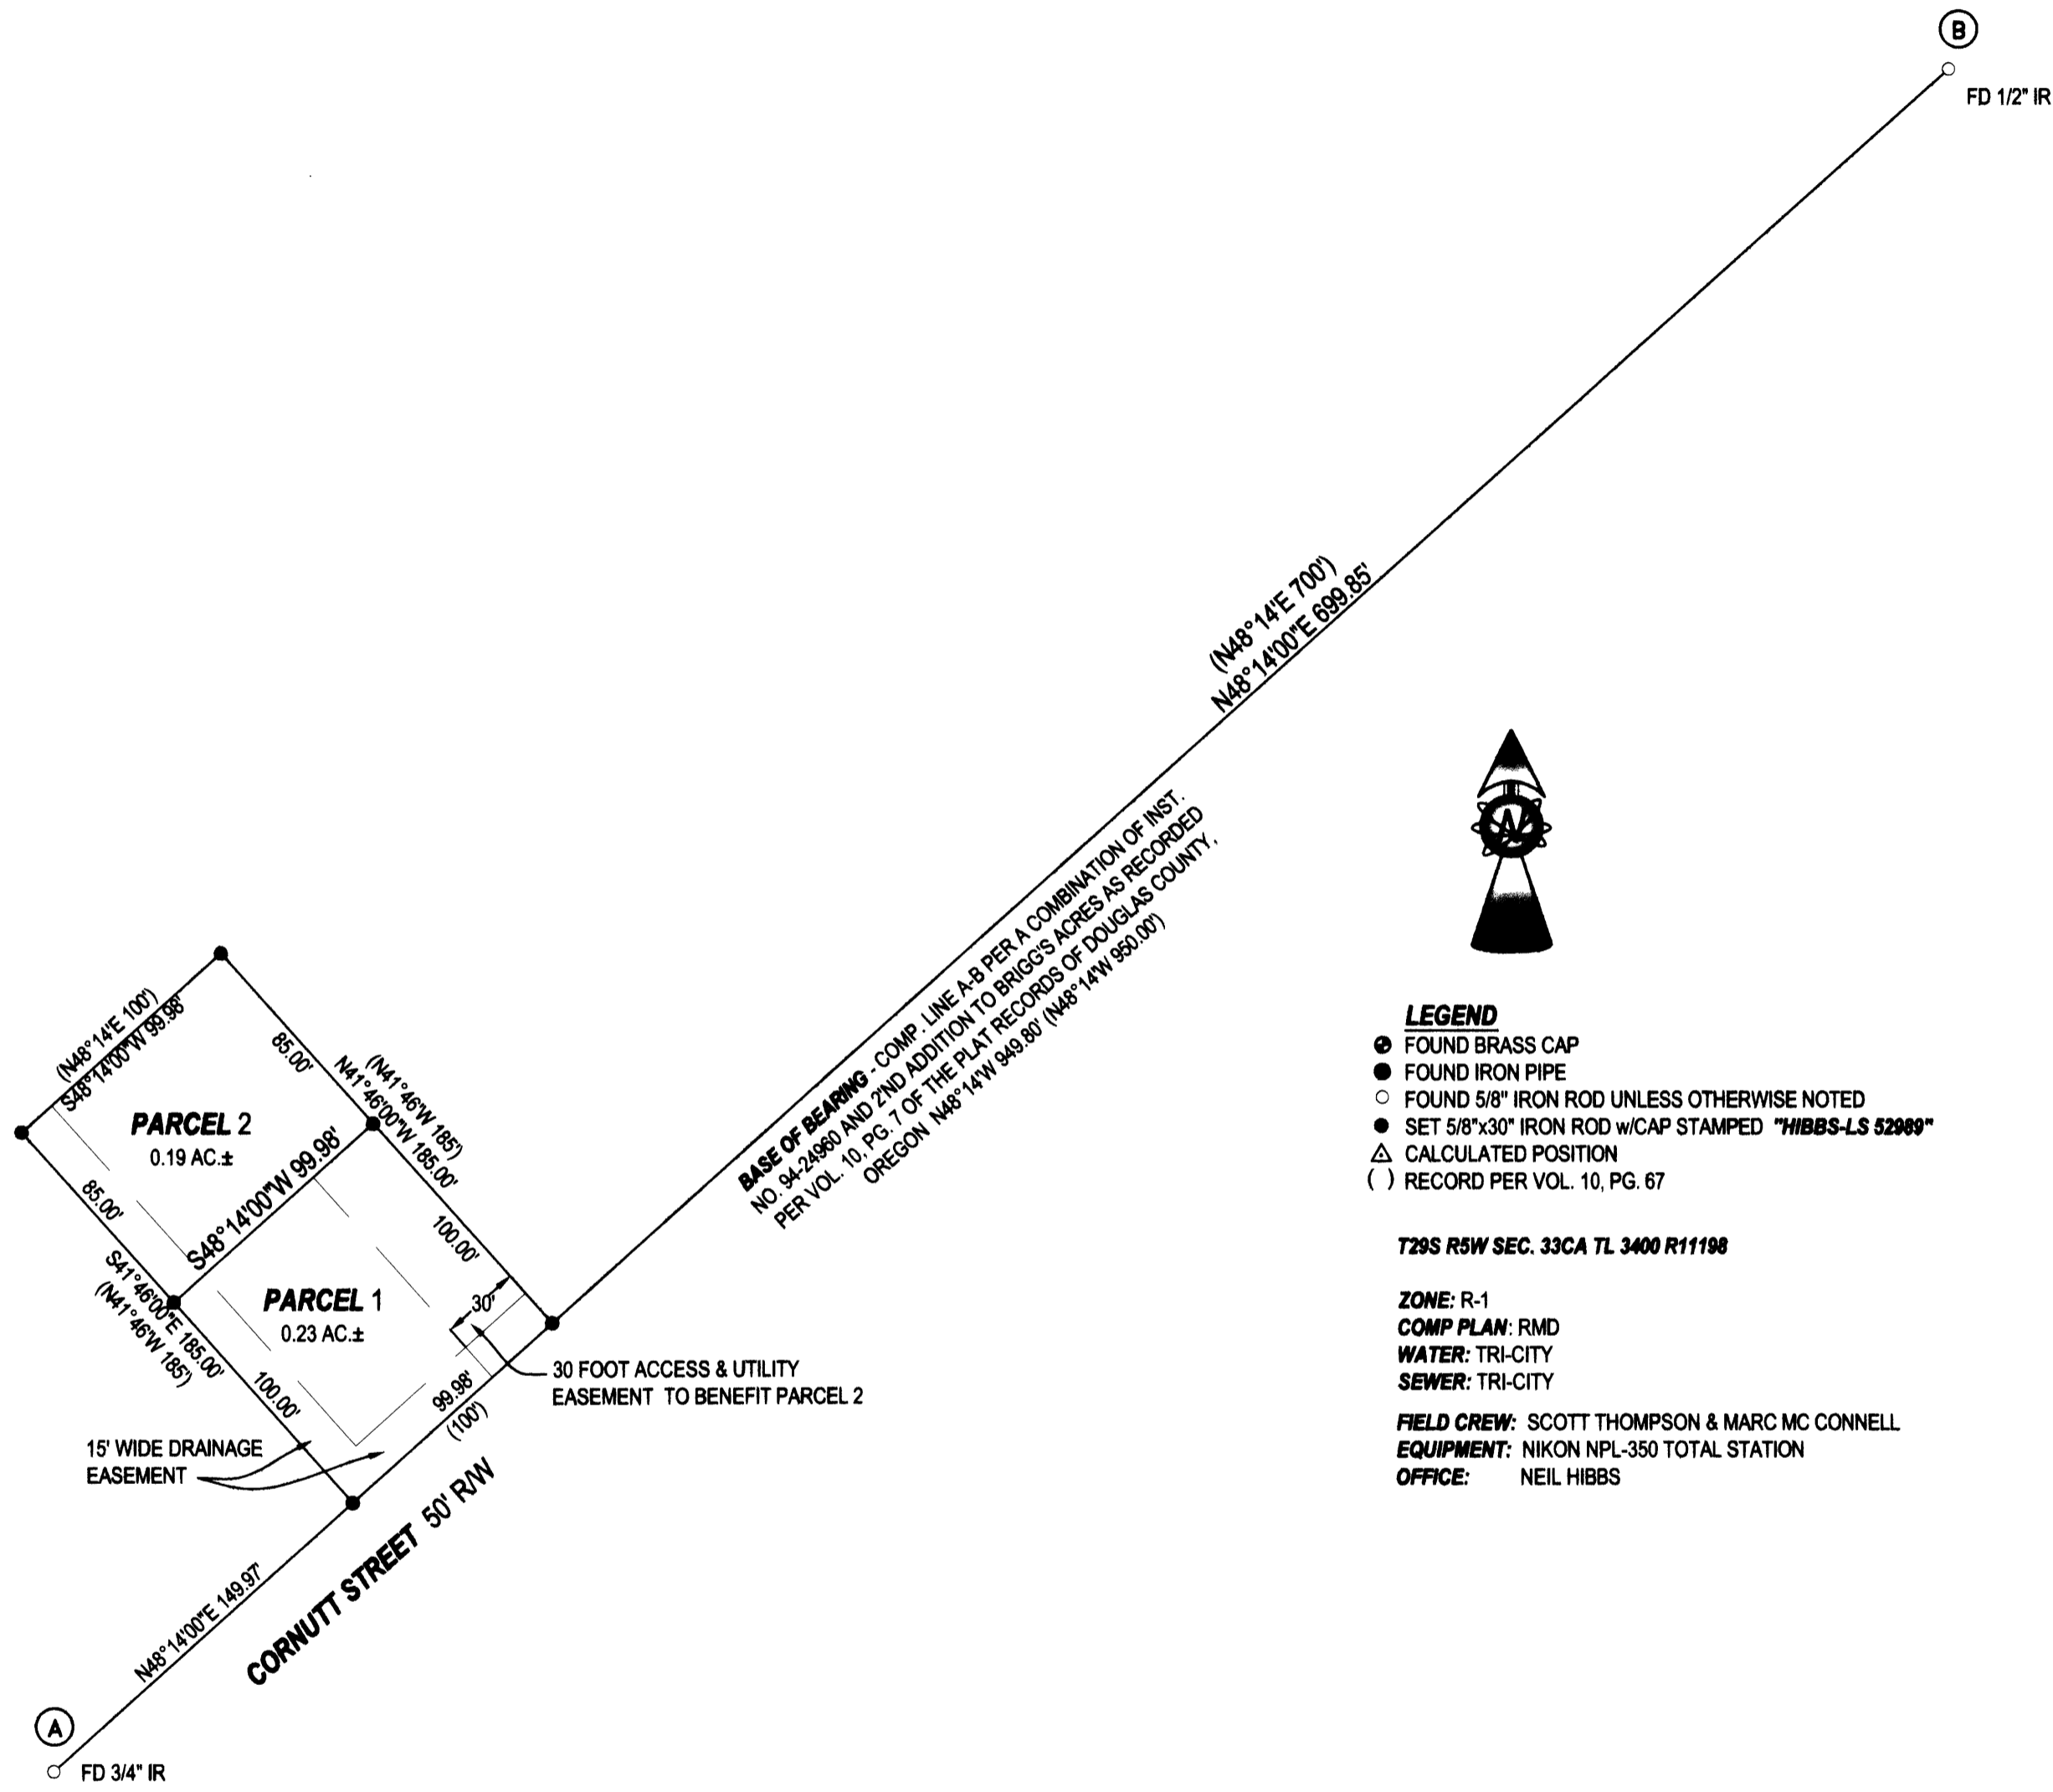 B
FD 1/2" IR
(N48°14'E 700')
N48°14'00"E 699.85'
BASE OF BEARING - COMP. LINE A-B PER A COMBINATION OF INST.
NO. 94-24960 AND 2'ND ADDITION TO BRIGG'S ACRES AS RECORDED
PER VOL. 10, PG. 7 OF THE PLAT RECORDS OF DOUGLAS COUNTY,
OREGON N48°14'W 949.80' (N48°14'W 950.00')
N
(N48°14'E 100')
S48°14'00"W 99.98'
85.00'
(N41°46'W 185')
N41°46'00"W 185.00'
PARCEL 2
0.19 AC.±
85.00'
S48°14'00"W 99.98'
100.00'
S41°46'00"E 185.00'
(N41°46'W 185')
PARCEL 1
0.23 AC.±
30'
100.00'
99.98'
(100')
30 FOOT ACCESS & UTILITY
EASEMENT TO BENEFIT PARCEL 2
15' WIDE DRAINAGE
EASEMENT
CORNUTT STREET 50' R/W
N48°14'00"E 149.97'
A
FD 3/4" IR
LEGEND
FOUND BRASS CAP
FOUND IRON PIPE
FOUND 5/8" IRON ROD UNLESS OTHERWISE NOTED
SET 5/8"x30" IRON ROD w/CAP STAMPED "HIBBS-LS 52989"
CALCULATED POSITION
( ) RECORD PER VOL. 10, PG. 67
T29S R5W SEC. 33CA TL 3400 R11198
ZONE: R-1
COMP PLAN: RMD
WATER: TRI-CITY
SEWER: TRI-CITY
FIELD CREW: SCOTT THOMPSON & MARC MC CONNELL
EQUIPMENT: NIKON NPL-350 TOTAL STATION
OFFICE: NEIL HIBBS